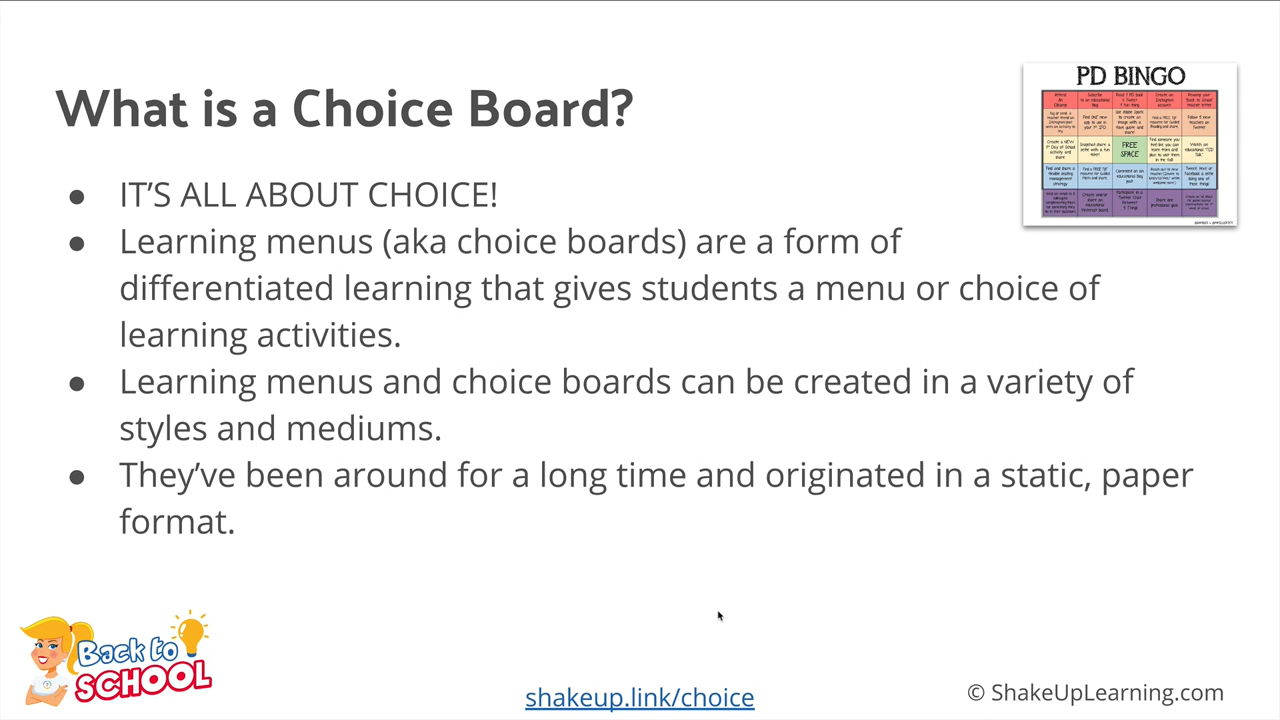 What is a Choice Board?
PD BINGO
● IT’S ALL ABOUT CHOICE!
● Learning menus (aka choice boards) are a form of
differentiated learning that gives students a menu or choice of
learning activities.
● Learning menus and choice boards can be created in a variety of
styles and mediums.
● They’ve been around for a long time and originated in a static, paper
format.
FREE
SPACE
Back to
SCHOOL
shakeup.link/choice
© ShakeUpLearning.com